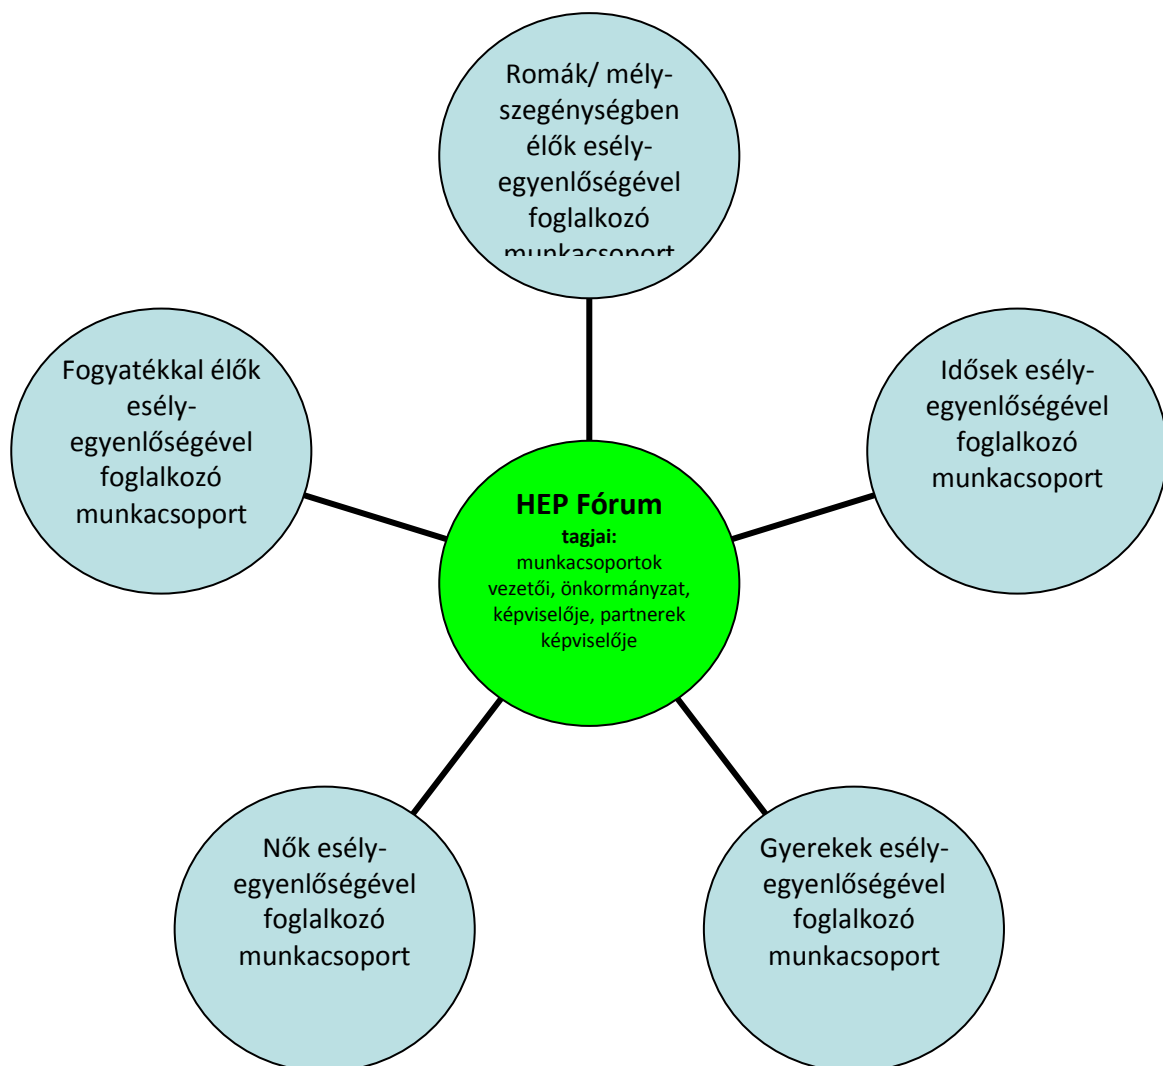 Romák/ mély-
szegénységben
élők esély-
egyenlőségével
foglalkozó
munkacsoport
Fogyatékkal élők
esély-
egyenlőségével
foglalkozó
munkacsoport
Idősek esély-
egyenlőségével
foglalkozó
munkacsoport
HEP Fórum
tagjai:
munkacsoportok
vezetői, önkormányzat,
képviselője, partnerek
képviselője
Nők esély-
egyenlőségével
foglalkozó
munkacsoport
Gyerekek esély-
egyenlőségével
foglalkozó
munkacsoport